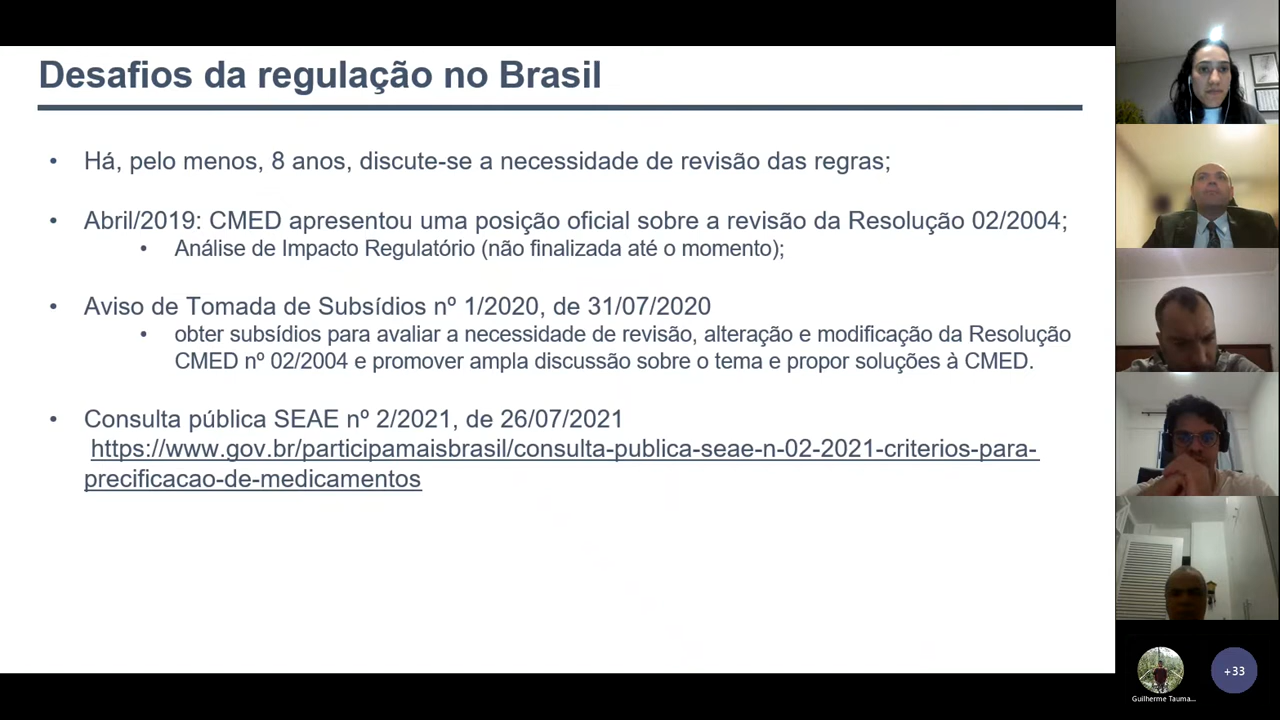 Desafios da regulação no Brasil
• Há, pelo menos, 8 anos, discute-se a necessidade de revisão das regras;
• Abril/2019: CMED apresentou uma posição oficial sobre a revisão da Resolução 02/2004;
• Análise de Impacto Regulatório (não finalizada até o momento);
• Aviso de Tomada de Subsídios nº 1/2020, de 31/07/2020
• obter subsídios para avaliar a necessidade de revisão, alteração e modificação da Resolução
CMED nº 02/2004 e promover ampla discussão sobre o tema e propor soluções à CMED.
• Consulta pública SEAE nº 2/2021, de 26/07/2021
https://www.gov.br/participamaisbrasil/consulta-publica-seae-n-02-2021-criterios-para-
precificacao-de-medicamentos
Guilherme Tauma...
+33